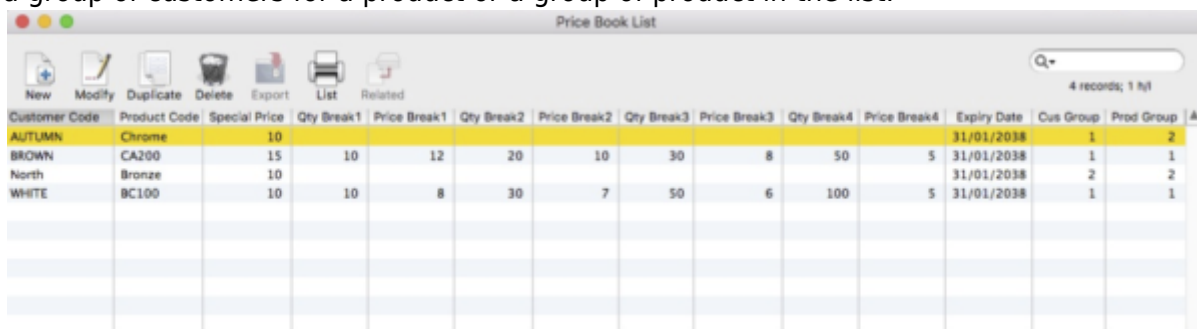 a group of customers for a product or a group of product in the list.
Price Book List
New Modify Duplicate Delete Export List Related
4 records; 1 h/l
Customer Code Product Code Special Price Qty Break1 Price Break1 Qty Break2 Price Break2 Qty Break3 Price Break3 Qty Break4 Price Break4 Expiry Date Cus Group Prod Group
AUTUMN Chrome 10 31/01/2038 1 2
BROWN CA200 15 10 12 20 10 30 8 50 5 31/01/2038 1 1
North Bronze 10 31/01/2038 2 2
WHITE BC100 10 10 8 30 7 50 6 100 5 31/01/2038 1 1